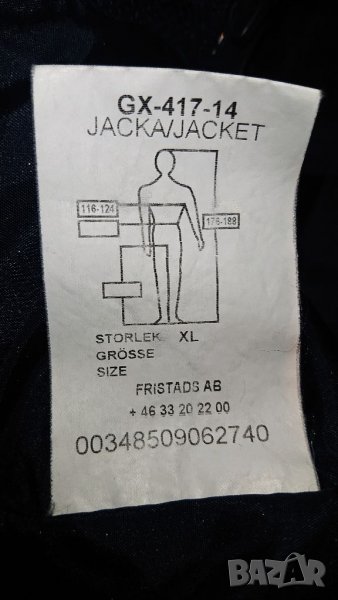 GX-417-14
JACKA/JACKET
116-124
176-188
STORLEK XL
GRÖSSE
SIZE
FRISTADS AB
+ 46 33 20 22 00
00348509062740
BAZAR